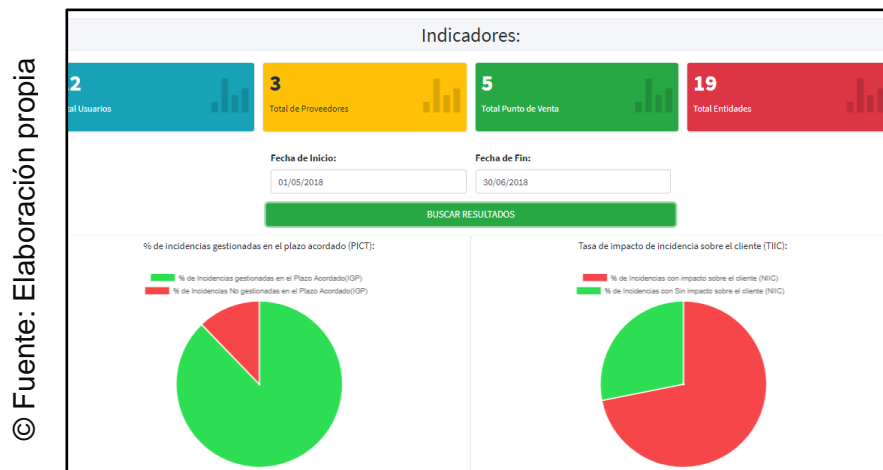 © Fuente: Elaboración propia
Indicadores:
2
tal Usuarios
3
Total de Proveedores
5
Total Punto de Venta
19
Total Entidades
Fecha de Inicio:
Fecha de Fin:
01/05/2018
30/06/2018
BUSCAR RESULTADOS
% de incidencias gestionadas en el plazo acordado (PICT):
% de Incidencias gestionadas en el Plazo Acordado(IGP)
% de Incidencias No gestionadas en el Plazo Acordado(IGP)
Tasa de impacto de incidencia sobre el cliente (TIIC):
% de Incidencias con impacto sobre el cliente (NIIC)
% de Incidencias con Sin impacto sobre el cliente (NIIC)